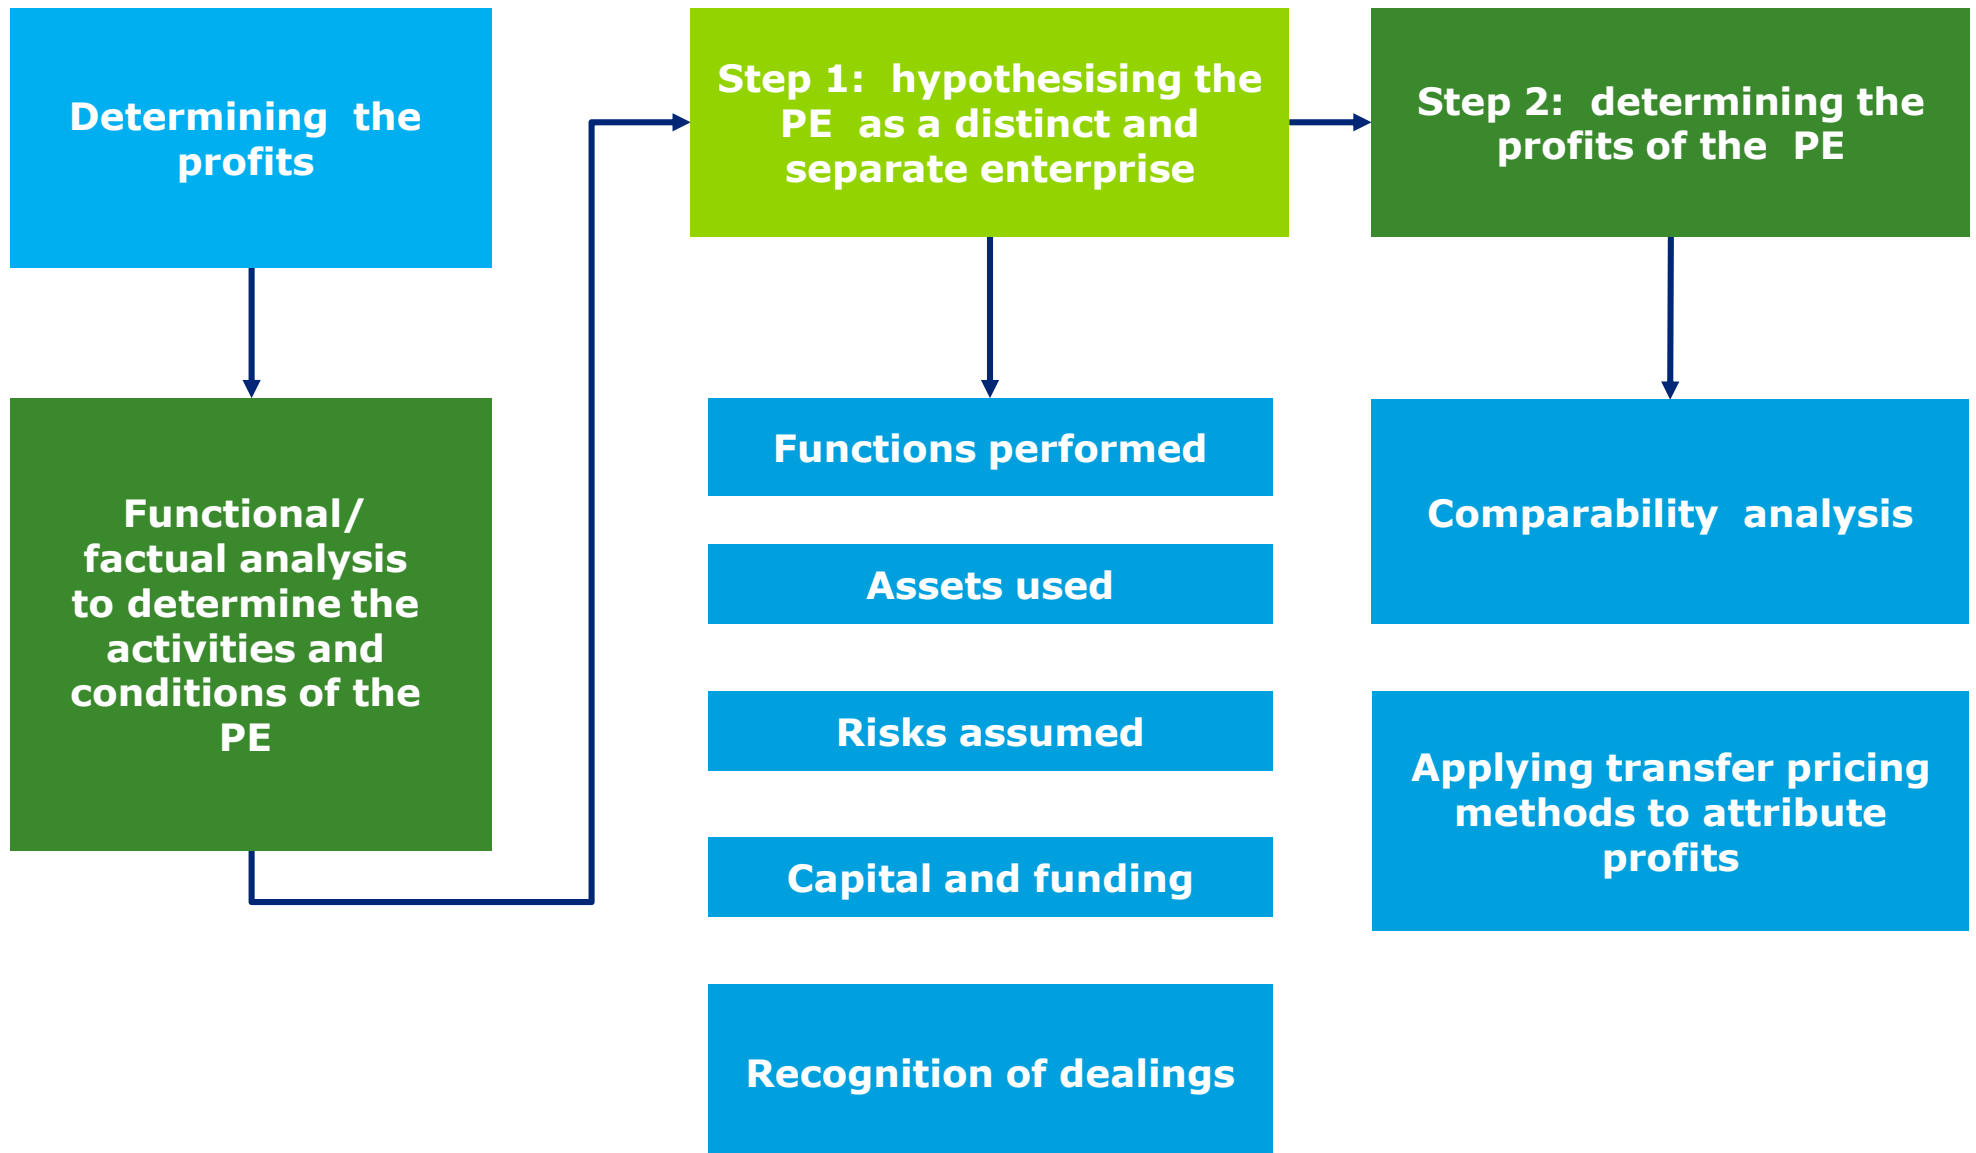 Determining the
profits
Functional/
factual analysis
to determine the
activities and
conditions of the
PE
Step 1: hypothesising the
PE as a distinct and
separate enterprise
Functions performed
Assets used
Risks assumed
Capital and funding
Recognition of dealings
Step 2: determining the
profits of the PE
Comparability analysis
Applying transfer pricing
methods to attribute
profits